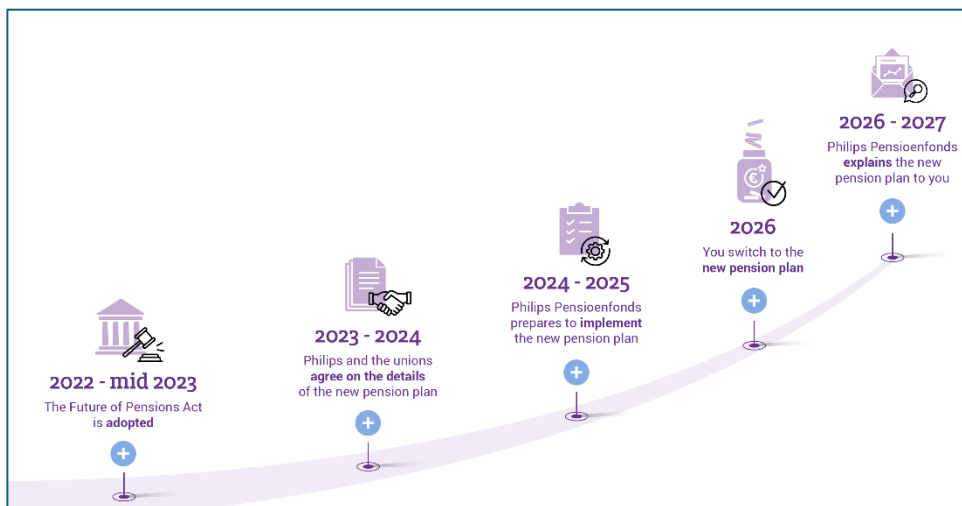 2022 - mid 2023
The Future of Pensions Act
is adopted
2023 - 2024
Philips and the unions
agree on the details
of the new pension plan
2024 - 2025
Philips Pensioenfonds
prepares to implement
the new pension plan
2026
You switch to the
new pension plan
2026 - 2027
Philips Pensioenfonds
explains the new
pension plan to you